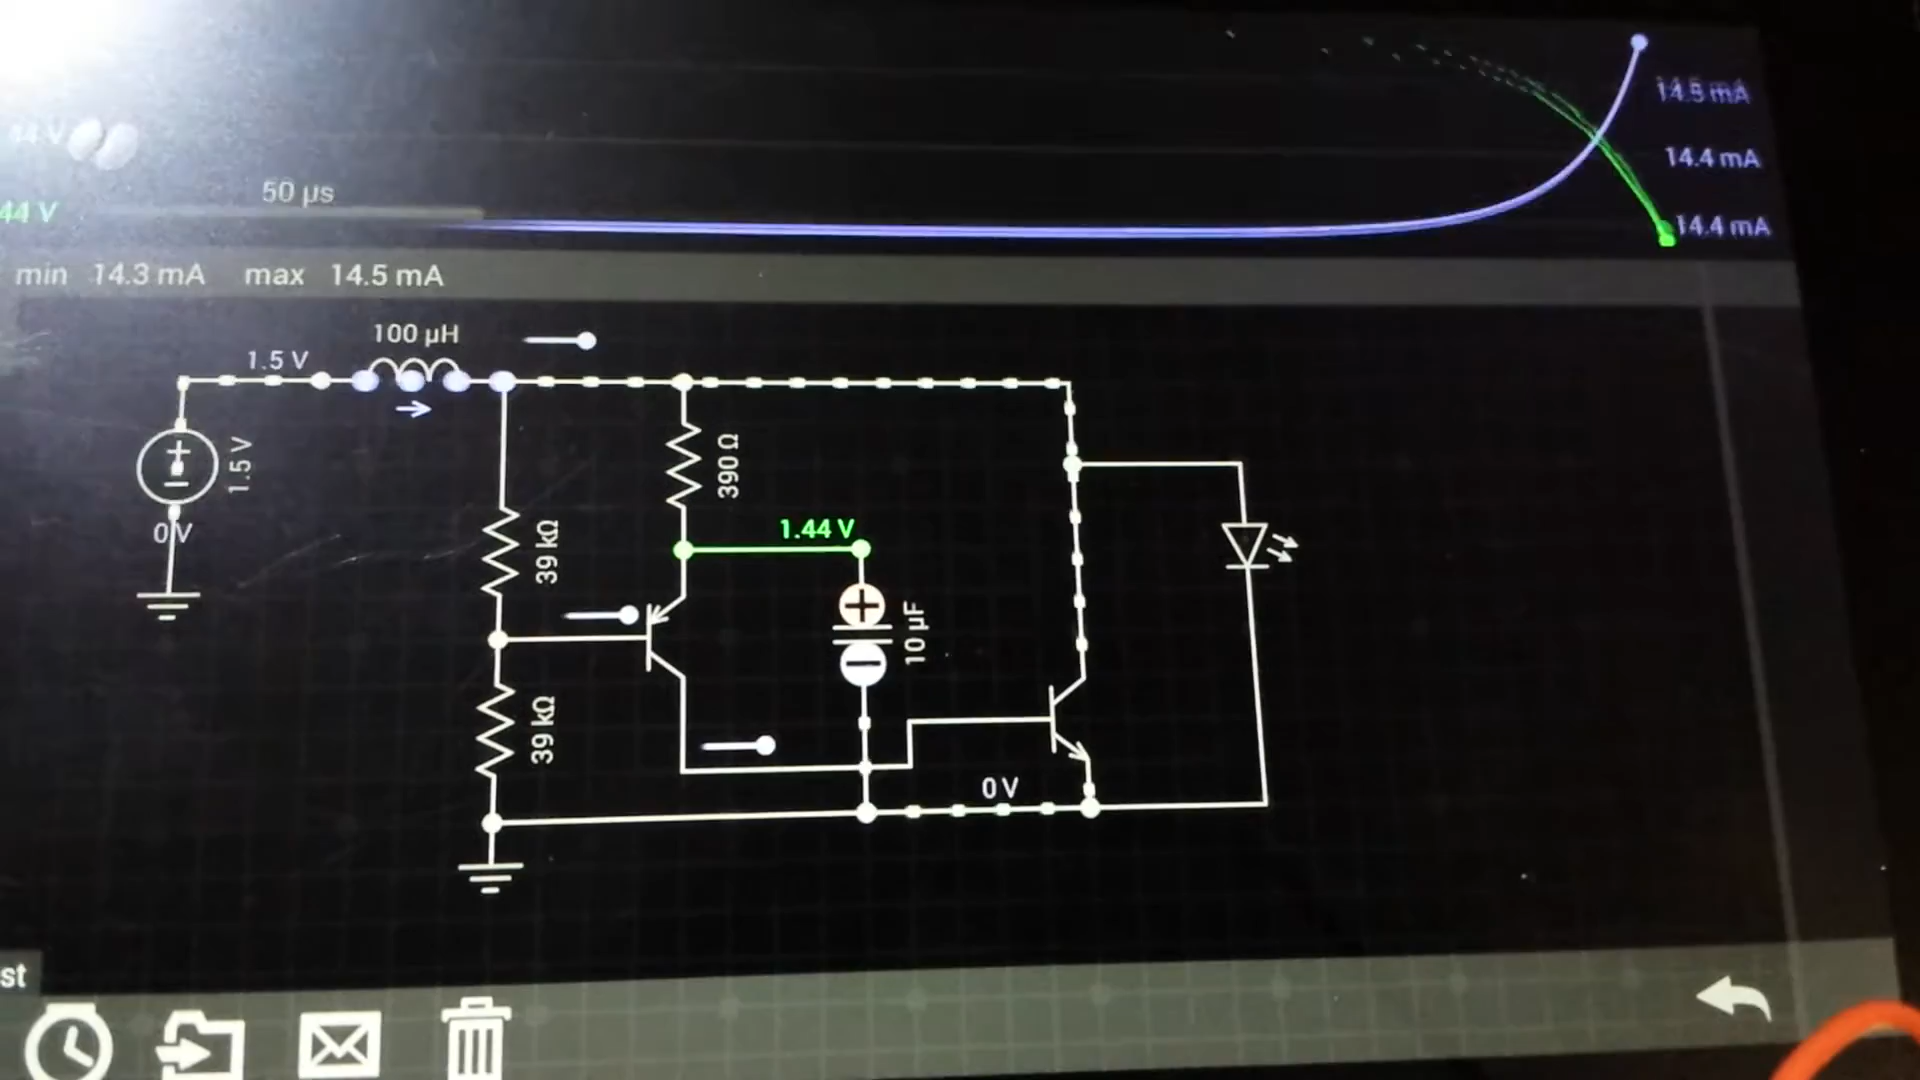 14.5 mA
44 V
14.4 mA
50 µs
44 V
14.4 mA
min 14.3 mA max 14.5 mA
100 µH
1.5 V
1.5 V
390 Ω
0 V
1.44 V
39 kΩ
10 µF
39 kΩ
0 V
st